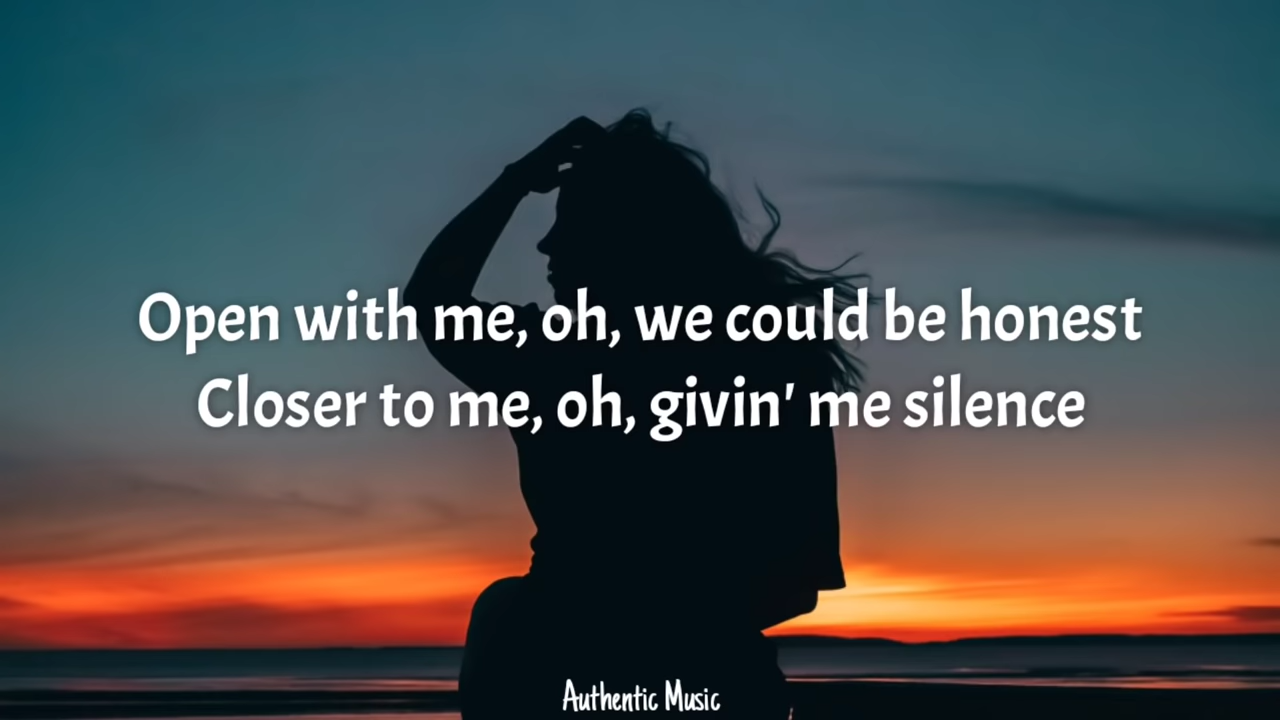 Open with me, oh, we could be honest
Closer to me, oh, givin' me silence
Authentic Music